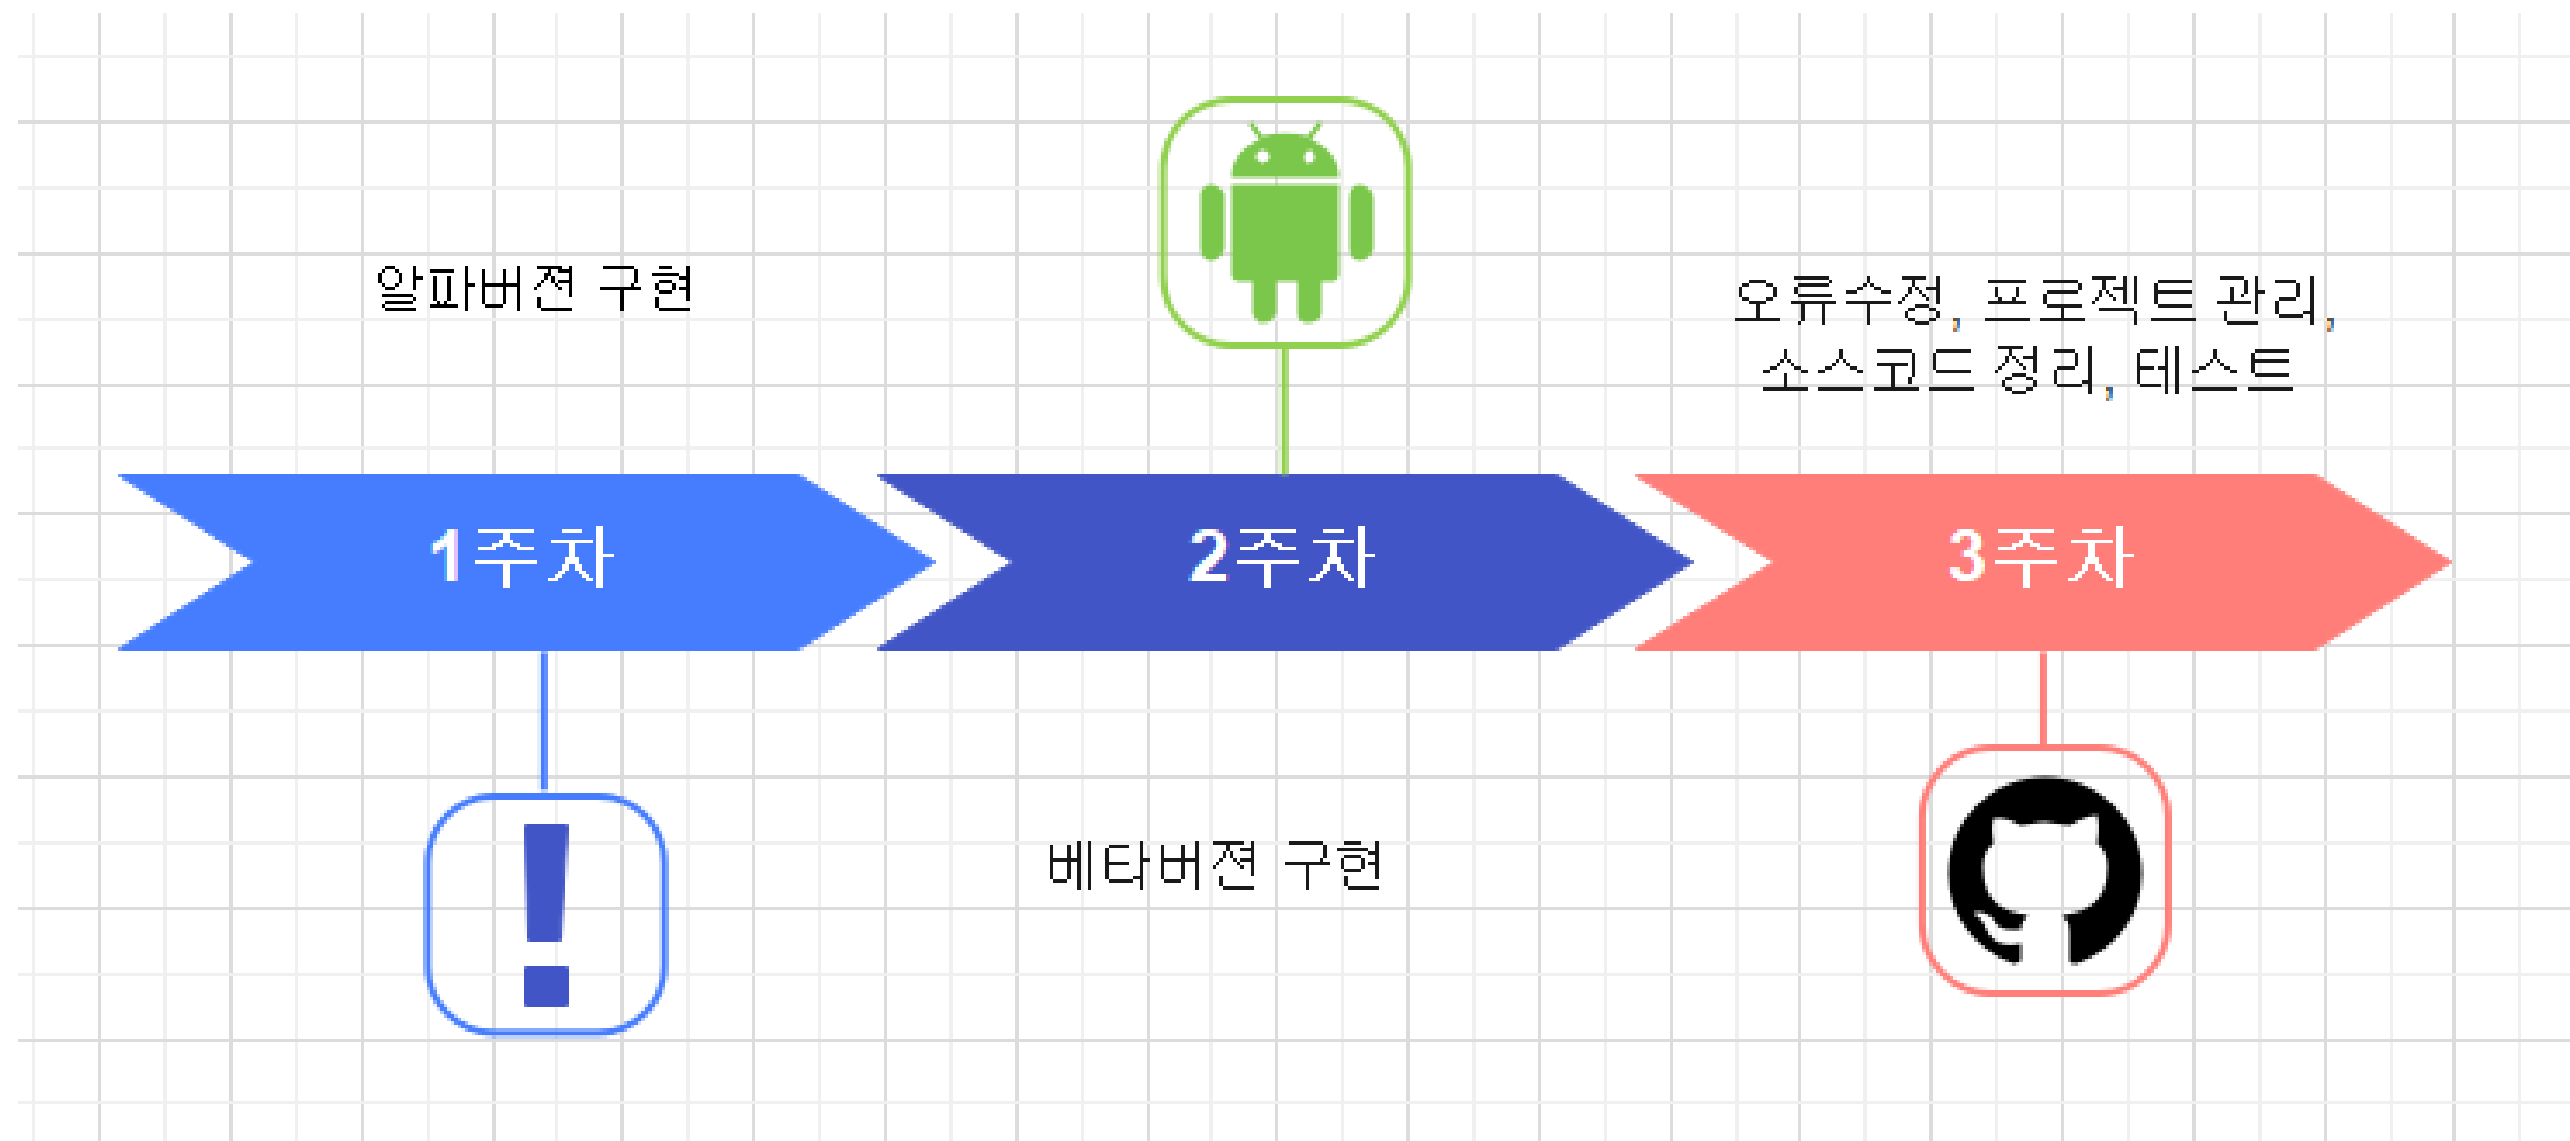 알파버젼 구현
오류수정, 프로젝트 관리,
소스코드 정리, 테스트
1주차
2주차
3주차
!
베타버젼 구현